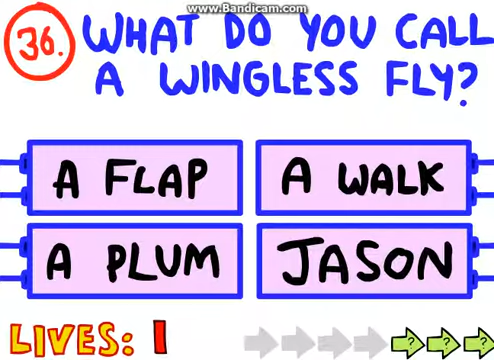 www.Bandicam.com
36. WHAT DO YOU CALL
A WINGLESS FLY?
A FLAP
A WALK
A PLUM
JASON
LIVES: 1
? ? ?